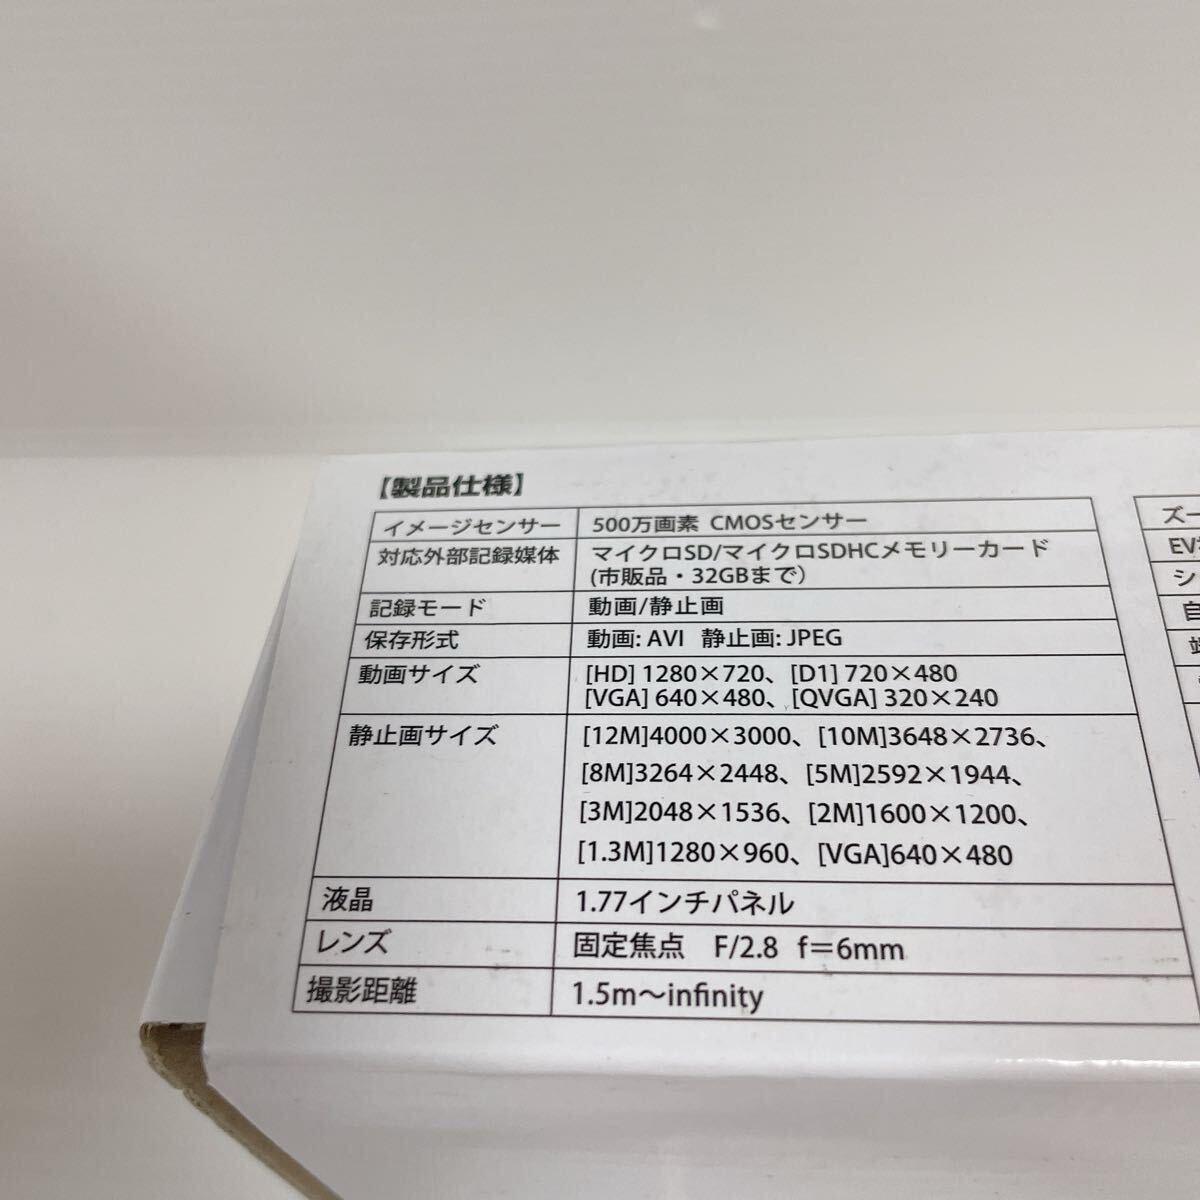 【製品仕様】
イメージセンサー 500万画素 CMOSセンサー
対応外部記録媒体 マイクロSD/マイクロSDHCメモリーカード
(市販品・32GBまで)
記録モード 動画/静止画
保存形式 動画: AVI 静止画: JPEG
動画サイズ [HD] 1280×720、[D1] 720×480
[VGA] 640×480、[QVGA] 320×240
静止画サイズ [12M]4000×3000、[10M]3648×2736、
[8M]3264×2448、[5M]2592×1944、
[3M]2048×1536、[2M]1600×1200、
[1.3M]1280×960、[VGA]640×480
液晶 1.77インチパネル
レンズ 固定焦点 F/2.8 f=6mm
撮影距離 1.5m～infinity
ズー
EV
シ
自